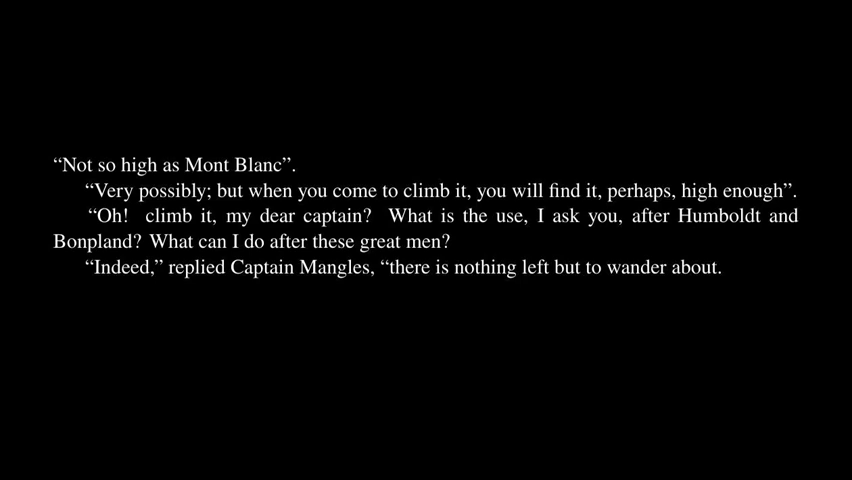 “Not so high as Mont Blanc”.
“Very possibly; but when you come to climb it, you will find it, perhaps, high enough”.
“Oh! climb it, my dear captain? What is the use, I ask you, after Humboldt and
Bonpland? What can I do after these great men?
“Indeed,” replied Captain Mangles, “there is nothing left but to wander about.